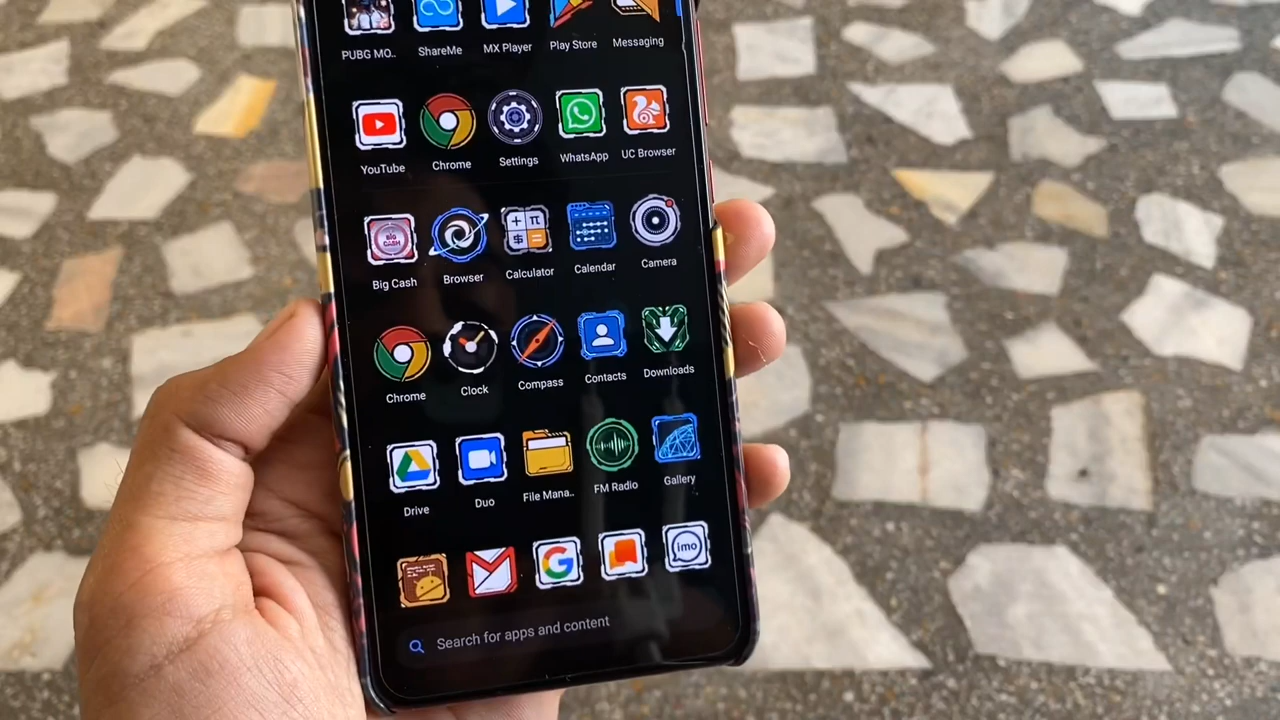 PUBG MO..
ShareMe
MX Player
Play Store
Messaging
YouTube
Chrome
Settings
WhatsApp
UC Browser
BIG
CASH
+ π
$
Big Cash
Browser
Calculator
Calendar
Camera
Chrome
Clock
Compass
Contacts
Downloads
Drive
Duo
File Mana..
FM Radio
Gallery
G
imo
Search for apps and content